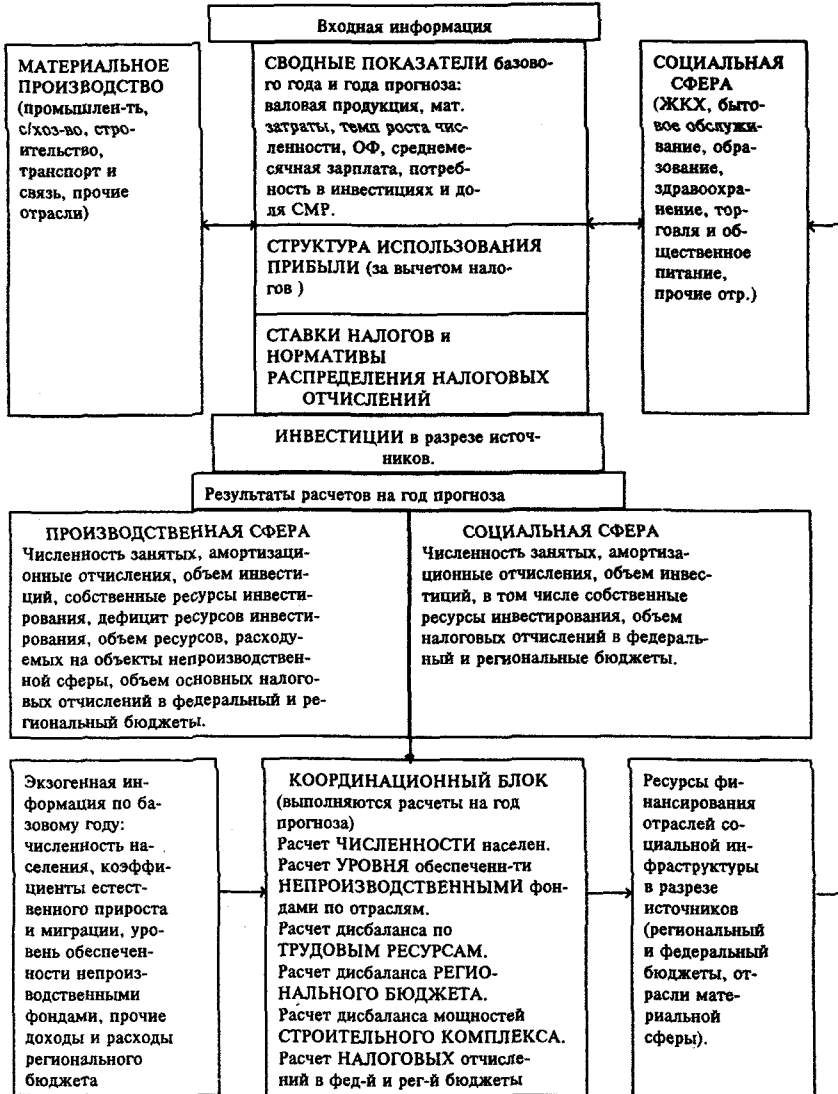 Входная информация
МАТЕРИАЛЬНОЕ
ПРОИЗВОДСТВО
(промышлен-ть,
с/хоз-во, стро-
ительство,
транспорт и
связь, прочие
отрасли)
СВОДНЫЕ ПОКАЗАТЕЛИ базово-
го года и года прогноза:
валовая продукция, мат.
затраты, темп роста чис-
ленности, ОФ, среднеме-
сячная зарплата, потреб-
ность в инвестициях и до-
ля СМР.
СТРУКТУРА ИСПОЛЬЗОВАНИЯ
ПРИБЫЛИ (за вычетом нало-
гов )
СТАВКИ НАЛОГОВ и
НОРМАТИВЫ
РАСПРЕДЕЛЕНИЯ НАЛОГОВЫХ
ОТЧИСЛЕНИЙ
СОЦИАЛЬНАЯ
СФЕРА
(ЖКХ, быто-
вое обслужи-
вание, обра-
зование,
здравоохра-
нение, тор-
говля и об-
щественное
питание,
прочие отр.)
ИНВЕСТИЦИИ в разрезе источ-
ников.
Результаты расчетов на год прогноза
ПРОИЗВОДСТВЕННАЯ СФЕРА
Численность занятых, амортизаци-
онные отчисления, объем инвести-
ций, собственные ресурсы инвести-
рования, дефицит ресурсов инвести-
рования, объем ресурсов, расходу-
емых на объекты непроизводствен-
ной сферы, объем основных налого-
вых отчислений в федеральный и ре-
гиональный бюджеты.
СОЦИАЛЬНАЯ СФЕРА
Численность занятых, амортиза-
ционные отчисления, объем инвес-
тиций, в том числе собственные
ресурсы инвестирования, объем
налоговых отчислений в федераль-
ный и региональные бюджеты.
Экзогенная ин-
формация по ба-
зовому году:
численность на-
селения, коэффи-
циенты естест-
венного прироста
и миграции, уро-
вень обеспечен-
ности непроиз-
водственными
фондами, прочие
доходы и расходы
регионального
бюджета
КООРДИНАЦИОННЫЙ БЛОК
(выполняются расчеты на год
прогноза)
Расчет ЧИСЛЕННОСТИ населен.
Расчет УРОВНЯ обеспеченн-ти
НЕПРОИЗВОДСТВЕННЫМИ фон-
дами по отраслям.
Расчет дисбаланса по
ТРУДОВЫМ РЕСУРСАМ.
Расчет дисбаланса РЕГИО-
НАЛЬНОГО БЮДЖЕТА.
Расчет дисбаланса мощностей
СТРОИТЕЛЬНОГО КОМПЛЕКСА.
Расчет НАЛОГОВЫХ отчисле-
ний в фед-й и рег-й бюджеты
Ресурсы фи-
нансирования
отраслей со-
циальной ин-
фраструктуры
в разрезе
источников
(региональный
и федеральный
бюджеты, от-
расли мате-
риальной
сферы).